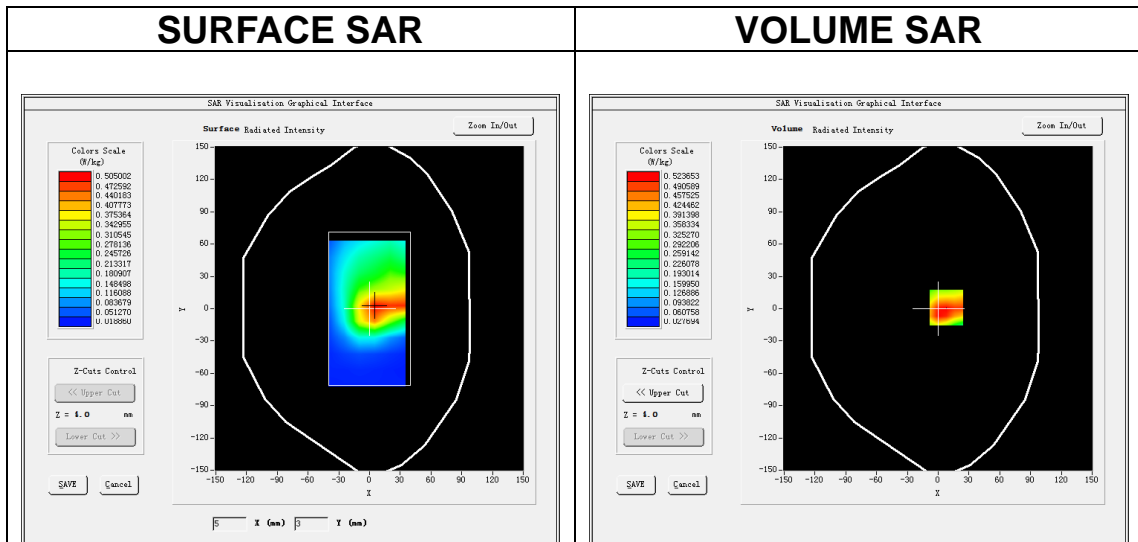 SURFACE SAR
VOLUME SAR
SAR Visualisation Graphical Interface
Surface Radiated Intensity
Zoom In/Out
Colors Scale
(W/kg)
0.505002
0.472592
0.440183
0.407773
0.375364
0.342955
0.310545
0.278136
0.245726
0.213317
0.180907
0.148498
0.116088
0.083679
0.051270
0.018860
150
120
90
60
30
0
-30
-60
-90
-120
-150
Y
-150 -120 -90 -60 -30 0 30 60 90 120 150
X
Z-Cuts Control
<< Upper Cut
Z = 4.0 mm
Lower Cut >>
SAVE Cancel
5 X (mm) 3 Y (mm)
SAR Visualisation Graphical Interface
Volume Radiated Intensity
Zoom In/Out
Colors Scale
(W/kg)
0.523653
0.490589
0.457525
0.424462
0.391398
0.358334
0.325270
0.292206
0.259142
0.226078
0.193014
0.159950
0.126886
0.093822
0.060758
0.027694
150
120
90
60
30
0
-30
-60
-90
-120
-150
Y
-150 -120 -90 -60 -30 0 30 60 90 120 150
X
Z-Cuts Control
<< Upper Cut
Z = 4.0 mm
Lower Cut >>
SAVE Cancel